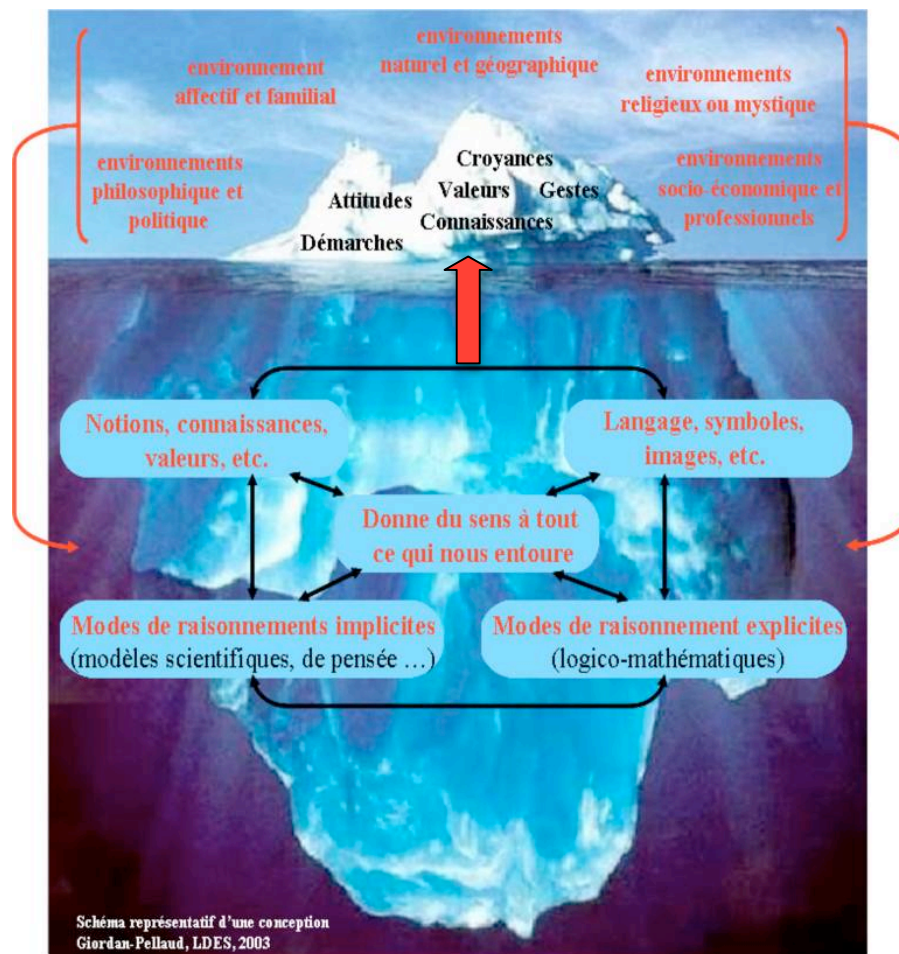 environnements
naturel et géographique
environnement
affectif et familial
environnements
religieux ou mystique
environnements
philosophique et
politique
environnements
socio-économique et
professionnels
Croyances
Attitudes
Valeurs
Gestes
Connaissances
Démarches
Notions, connaissances,
valeurs, etc.
Langage, symboles,
images, etc.
Donne du sens à tout
ce qui nous entoure
Modes de raisonnements implicites
(modèles scientifiques, de pensée …)
Modes de raisonnement explicites
(logico-mathématiques)
Schéma représentatif d'une conception
Giordan-Pellaud, LDES, 2003